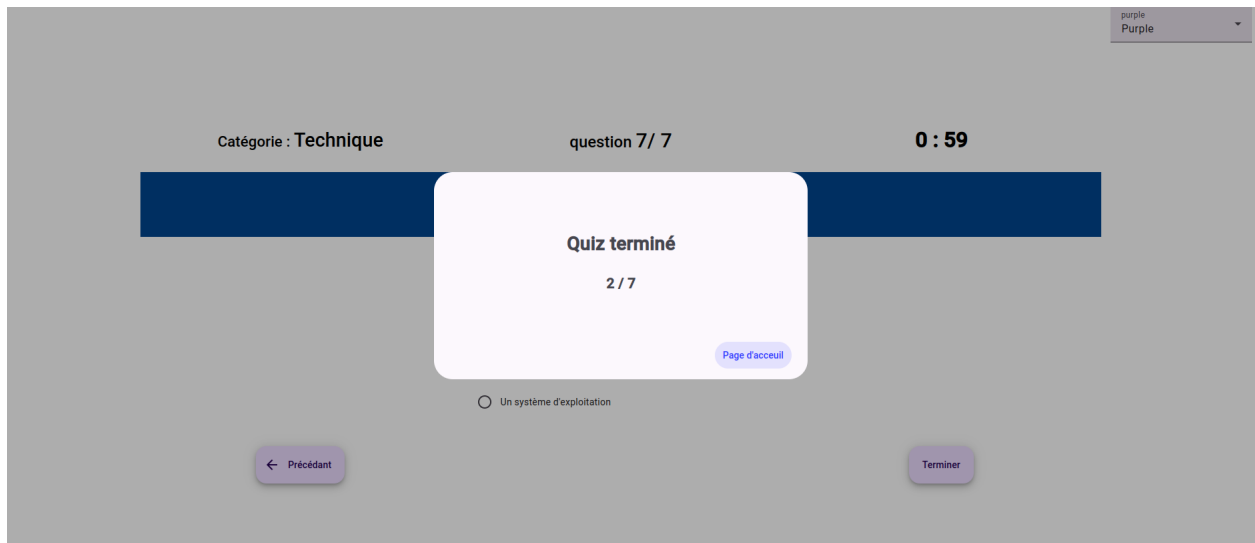 purple
Purple
Catégorie : Technique
question 7/ 7
0 : 59
Quiz terminé
2 / 7
Page d'acceuil
Un système d'exploitation
Précédant
Terminer